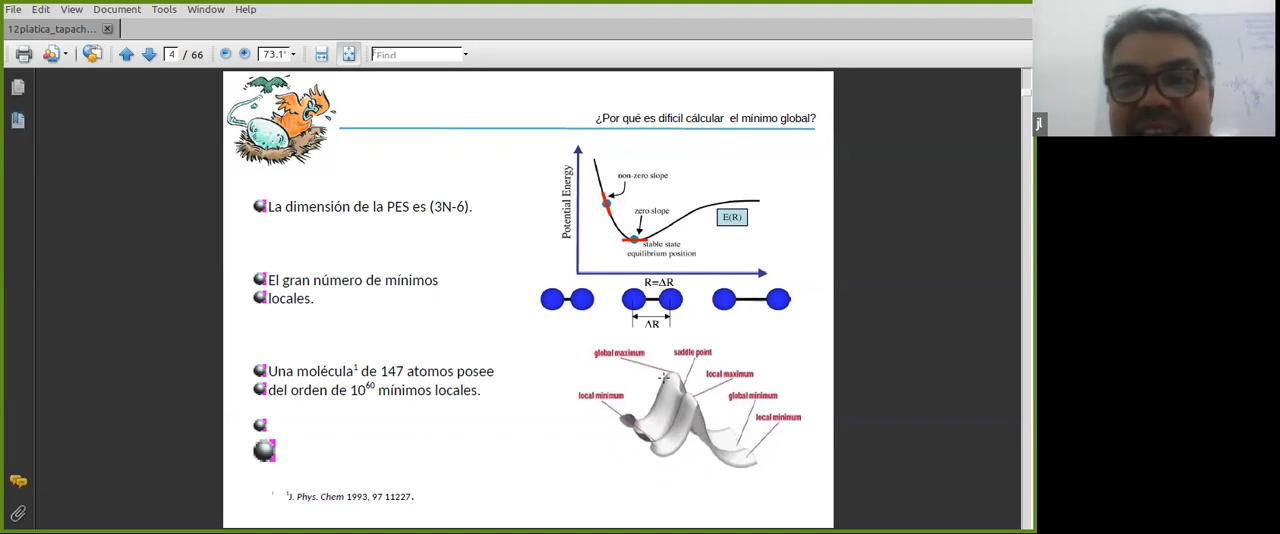 File Edit View Document Tools Window Help
12platica_tapach...
4 / 66 73.1' Find
¿Por qué es dificil cálcular el mínimo global?
La dimensión de la PES es (3N-6).
El gran número de mínimos
locales.
Una molécula¹ de 147 atomos posee
del orden de 10⁶⁰ mínimos locales.
¹J. Phys. Chem 1993, 97 11227.
Potential Energy
non-zero slope
zero slope
E(R)
stable state
equilibrium position
R=ΔR
ΔR
global maximum
saddle point
local maximum
local minimum
global minimum
local minimum
jl